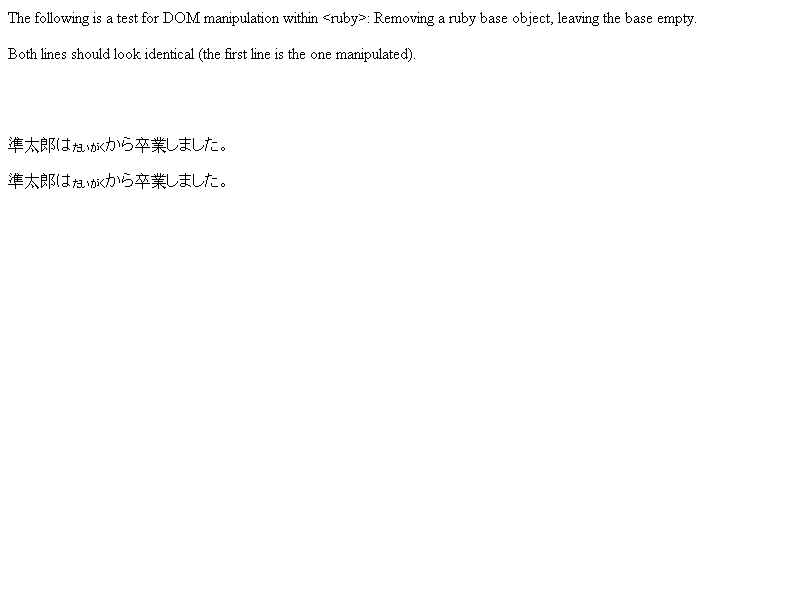 The following is a test for DOM manipulation within <ruby>: Removing a ruby base object, leaving the base empty.
Both lines should look identical (the first line is the one manipulated).
準太郎はたいがくから卒業しました。
準太郎はたいがくから卒業しました。